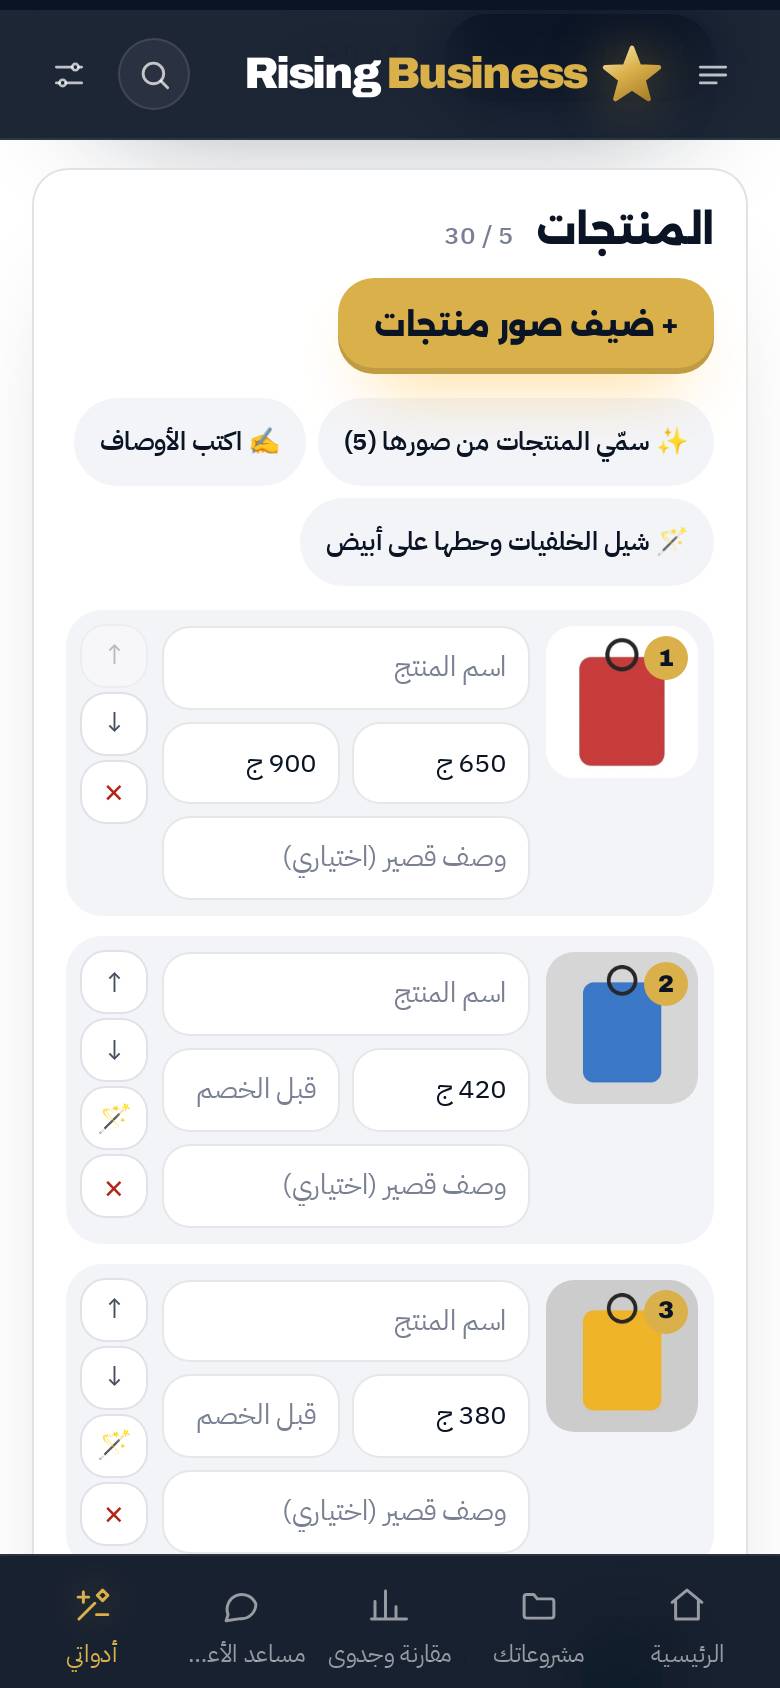 Rising Business
المنتجات 5 / 30
+ ضيف صور منتجات
✨ سمّي المنتجات من صورها (5)
✍️ اكتب الأوصاف
🪄 شيل الخلفيات وحطها على أبيض
1
اسم المنتج
650 ج
900 ج
وصف قصير (اختياري)
↑
↓
✕
2
اسم المنتج
420 ج
قبل الخصم
وصف قصير (اختياري)
↑
↓
🪄
✕
3
اسم المنتج
380 ج
قبل الخصم
وصف قصير (اختياري)
↑
↓
🪄
✕
الرئيسية
مشروعاتك
مقارنة وجدوى
مساعد الأع...
أدواتي